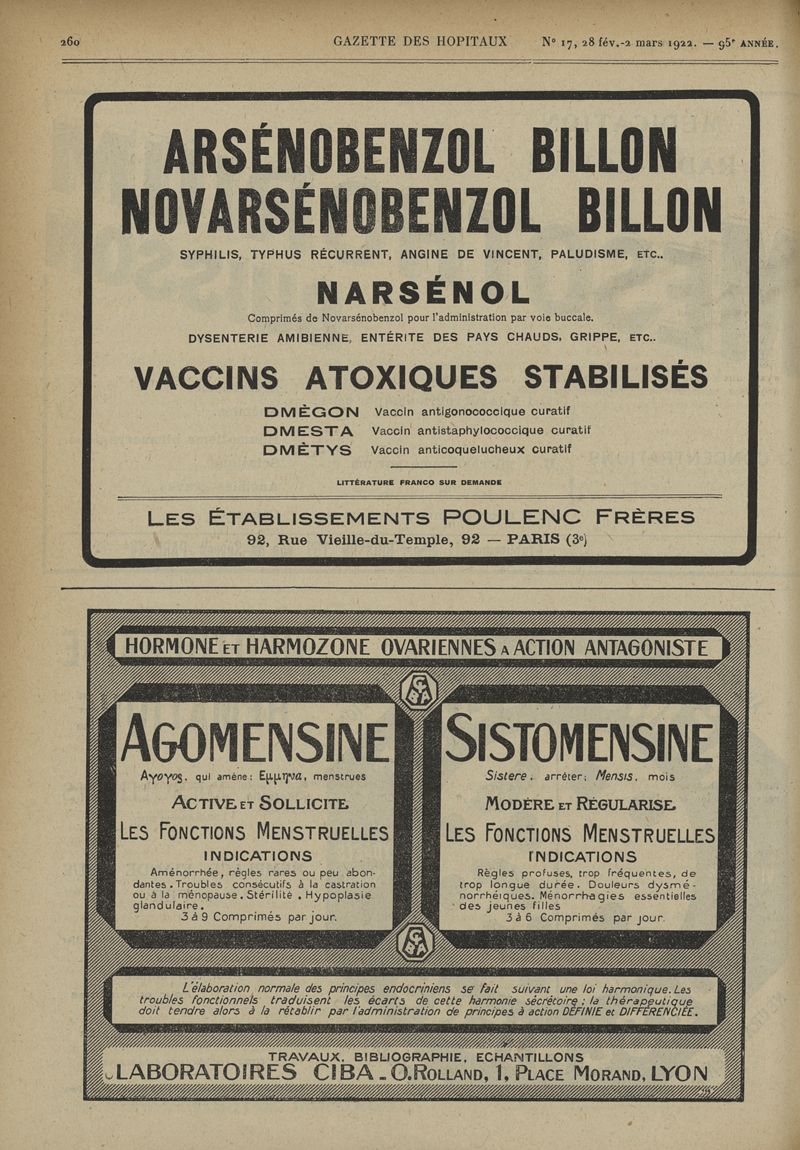 260 GAZETTE DES HOPITAUX N° 17, 28 fév.-2 mars 1922. — 95e ANNÉE.
ARSÉNOBENZOL BILLON
NOVARSÉNOBENZOL BILLON
SYPHILIS, TYPHUS RÉCURRENT, ANGINE DE VINCENT, PALUDISME, ETC..
NARSÉNOL
Comprimés de Novarsénobenzol pour l'administration par voie buccale.
DYSENTERIE AMIBIENNE, ENTÉRITE DES PAYS CHAUDS, GRIPPE, ETC..
VACCINS ATOXIQUES STABILISÉS
DMÈGON Vaccin antigonococcique curatif
DMESTA Vaccin antistaphylococcique curatif
DMÈTYS Vaccin anticoquelucheux curatif
LITTÉRATURE FRANCO SUR DEMANDE
LES ÉTABLISSEMENTS POULENC FRÈRES
92, Rue Vieille-du-Temple, 92 — PARIS (3e)
HORMONE ET HARMOZONE OVARIENNES A ACTION ANTAGONISTE
CIBA
AGOMENSINE
Αγογος, qui amène: Εμμηνα, menstrues
ACTIVE ET SOLLICITE
LES FONCTIONS MENSTRUELLES
INDICATIONS
Aménorrhée, règles rares ou peu abon-
dantes. Troubles consécutifs à la castration
ou à la ménopause. Stérilité. Hypoplasie
glandulaire.
3 à 9 Comprimés par jour.
SISTOMENSINE
Sistere, arrêter; Mensis, mois
MODÈRE ET RÉGULARISE
LES FONCTIONS MENSTRUELLES
INDICATIONS
Règles profuses, trop fréquentes, de
trop longue durée. Douleurs dysmé-
norrhéiques. Ménorrhagies essentielles
des jeunes filles
3 à 6 Comprimés par jour.
CIBA
L'élaboration normale des principes endocriniens se fait suivant une loi harmonique. Les
troubles fonctionnels traduisent les écarts de cette harmonie sécrétoire; la thérapeutique
doit tendre alors à la rétablir par l'administration de principes à action DÉFINIE et DIFFÉRENCIÉE.
TRAVAUX, BIBLIOGRAPHIE, ECHANTILLONS
LABORATOIRES CIBA - O. ROLLAND, 1, PLACE MORAND, LYON